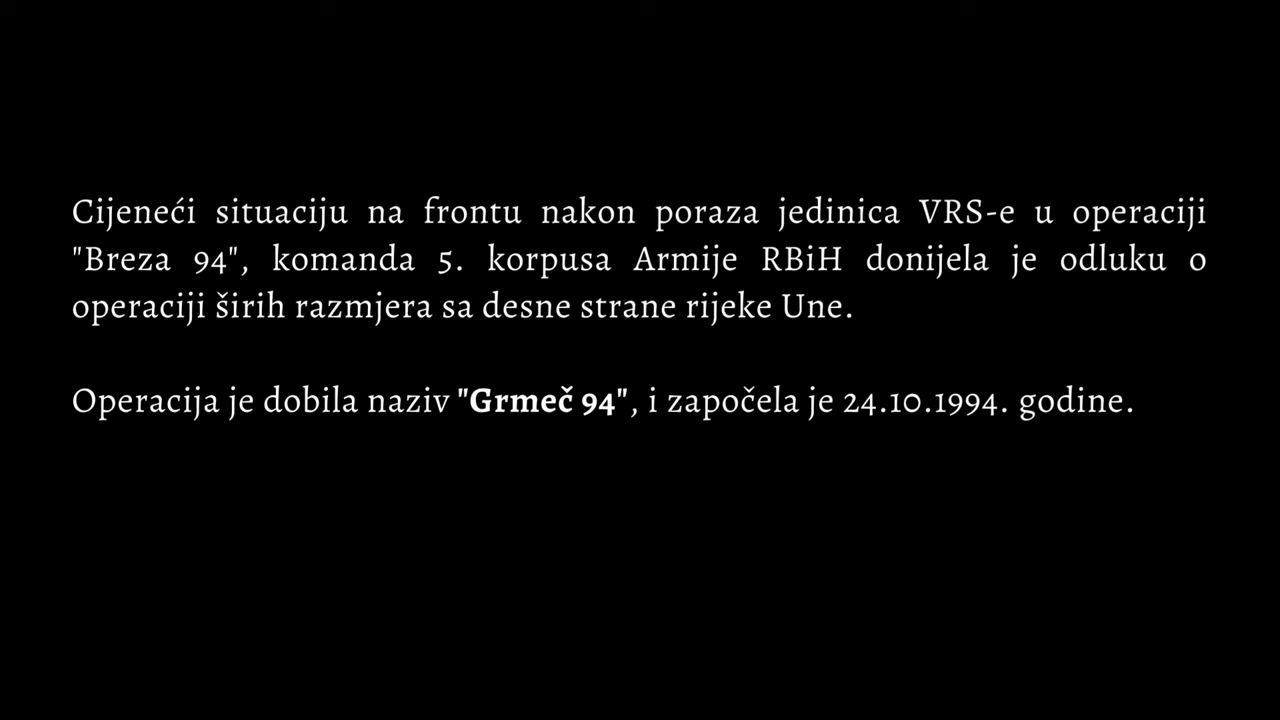 Cijeneći situaciju na frontu nakon poraza jedinica VRS-e u operaciji
"Breza 94", komanda 5. korpusa Armije RBiH donijela je odluku o
operaciji širih razmjera sa desne strane rijeke Une.
Operacija je dobila naziv "Grmeč 94", i započela je 24.10.1994. godine.